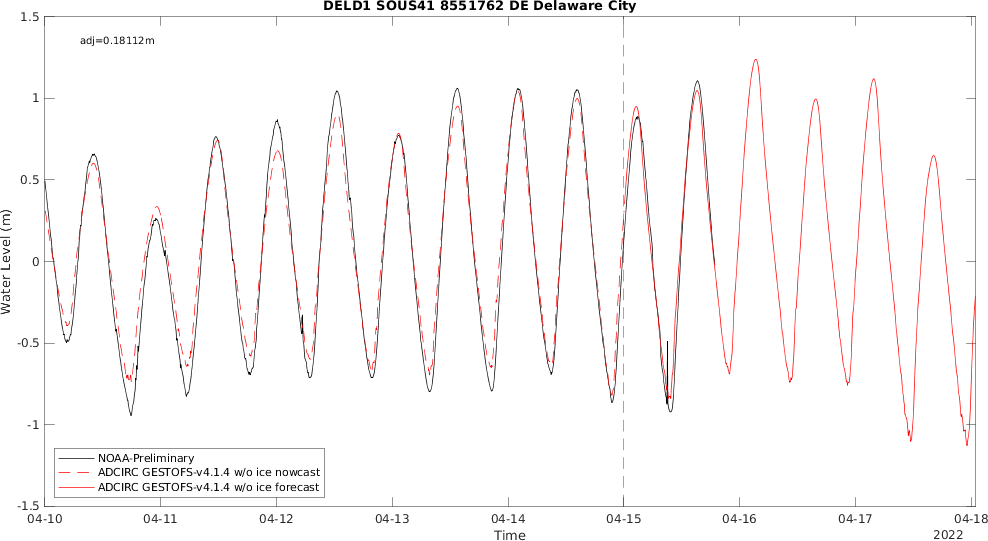 DELD1 SOUS41 8551762 DE Delaware City
adj=0.18112m
Water Level (m)
1.5
1
0.5
0
-0.5
-1
-1.5
NOAA-Preliminary
ADCIRC GESTOFS-v4.1.4 w/o ice nowcast
ADCIRC GESTOFS-v4.1.4 w/o ice forecast
04-10 04-11 04-12 04-13 04-14 04-15 04-16 04-17 04-18
Time
2022